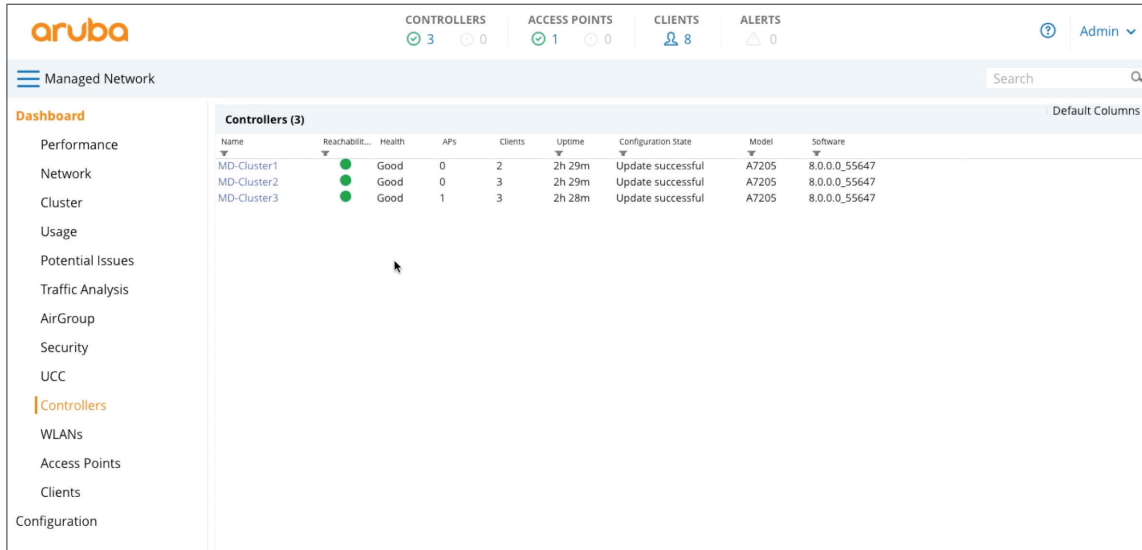 aruba
CONTROLLERS ACCESS POINTS CLIENTS ALERTS
3 0 1 0 8 0
? Admin
Managed Network
Search
Dashboard
Default Columns
Controllers (3)
Performance
Name Reachabilit... Health APs Clients Uptime Configuration State Model Software
MD-Cluster1 Good 0 2 2h 29m Update successful A7205 8.0.0.0_55647
MD-Cluster2 Good 0 3 2h 29m Update successful A7205 8.0.0.0_55647
MD-Cluster3 Good 1 3 2h 28m Update successful A7205 8.0.0.0_55647
Network
Cluster
Usage
Potential Issues
Traffic Analysis
AirGroup
Security
UCC
Controllers
WLANs
Access Points
Clients
Configuration